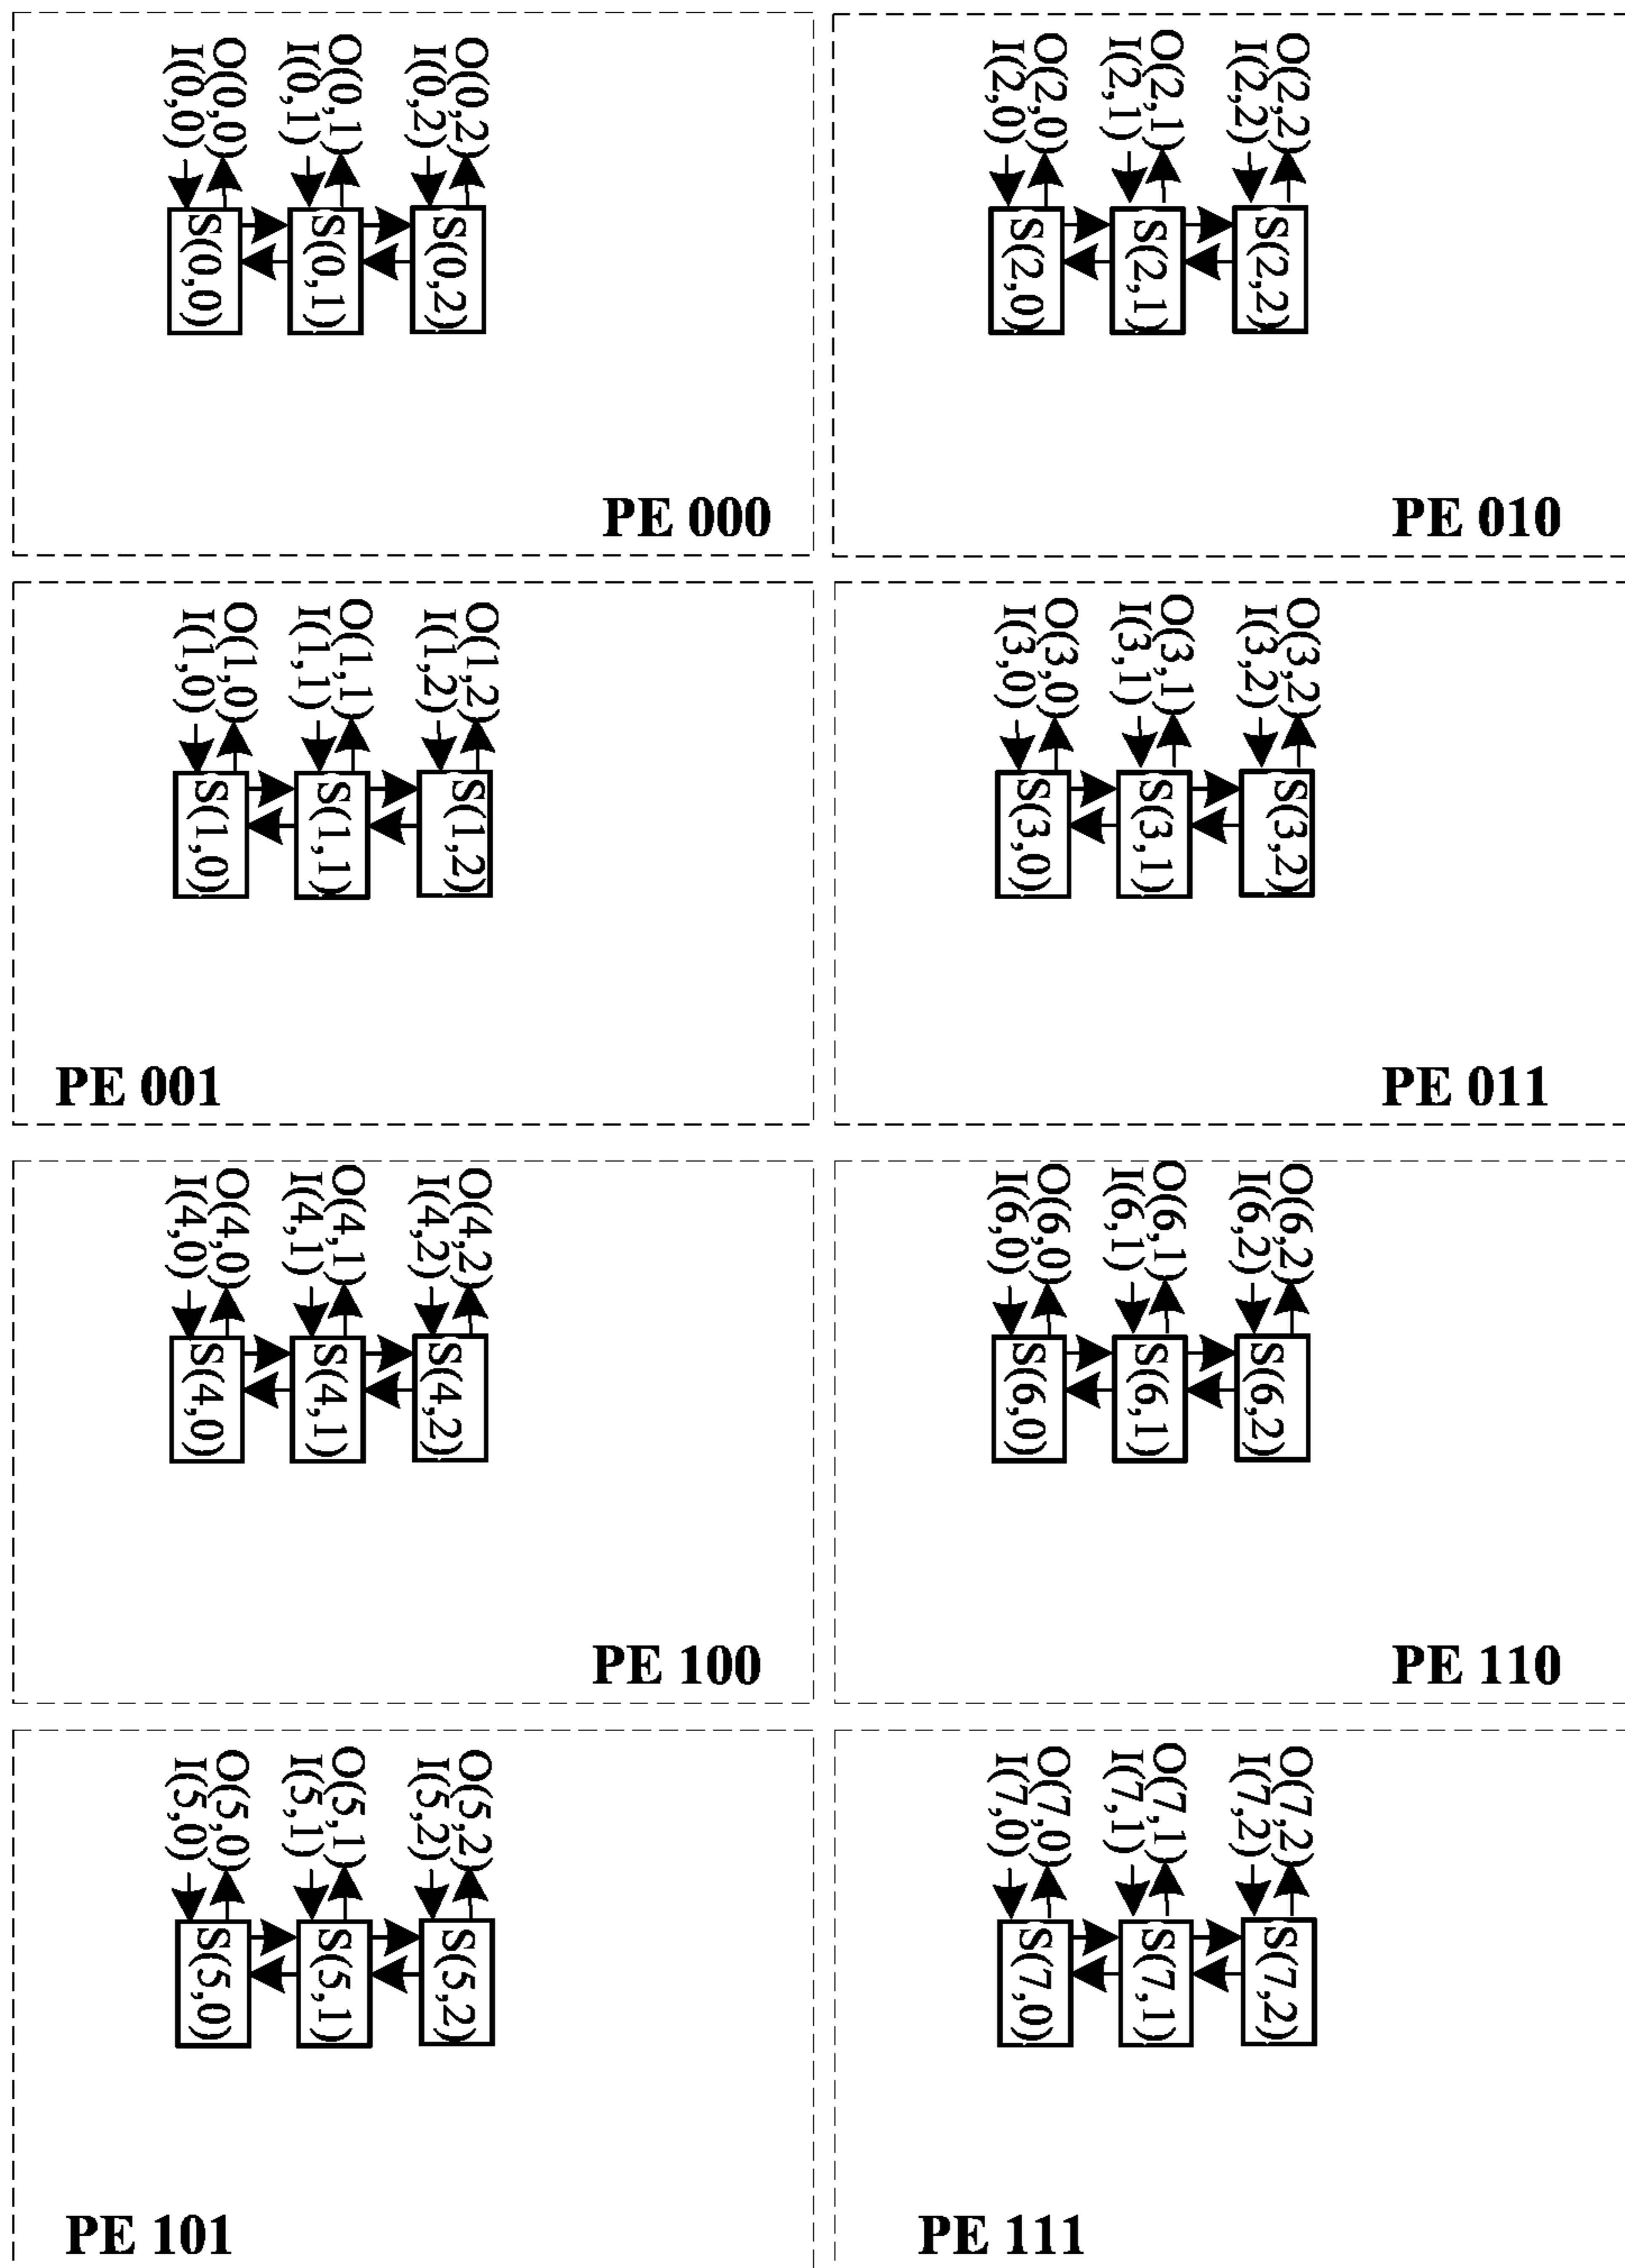 O(0,0)
I(0,0)
O(0,1)
I(0,1)
O(0,2)
I(0,2)
S(0,0)
S(0,1)
S(0,2)
PE 000
O(2,0)
I(2,0)
O(2,1)
I(2,1)
O(2,2)
I(2,2)
S(2,0)
S(2,1)
S(2,2)
PE 010
O(1,0)
I(1,0)
O(1,1)
I(1,1)
O(1,2)
I(1,2)
S(1,0)
S(1,1)
S(1,2)
PE 001
O(3,0)
I(3,0)
O(3,1)
I(3,1)
O(3,2)
I(3,2)
S(3,0)
S(3,1)
S(3,2)
PE 011
O(4,0)
I(4,0)
O(4,1)
I(4,1)
O(4,2)
I(4,2)
S(4,0)
S(4,1)
S(4,2)
PE 100
O(6,0)
I(6,0)
O(6,1)
I(6,1)
O(6,2)
I(6,2)
S(6,0)
S(6,1)
S(6,2)
PE 110
O(5,0)
I(5,0)
O(5,1)
I(5,1)
O(5,2)
I(5,2)
S(5,0)
S(5,1)
S(5,2)
PE 101
O(7,0)
I(7,0)
O(7,1)
I(7,1)
O(7,2)
I(7,2)
S(7,0)
S(7,1)
S(7,2)
PE 111